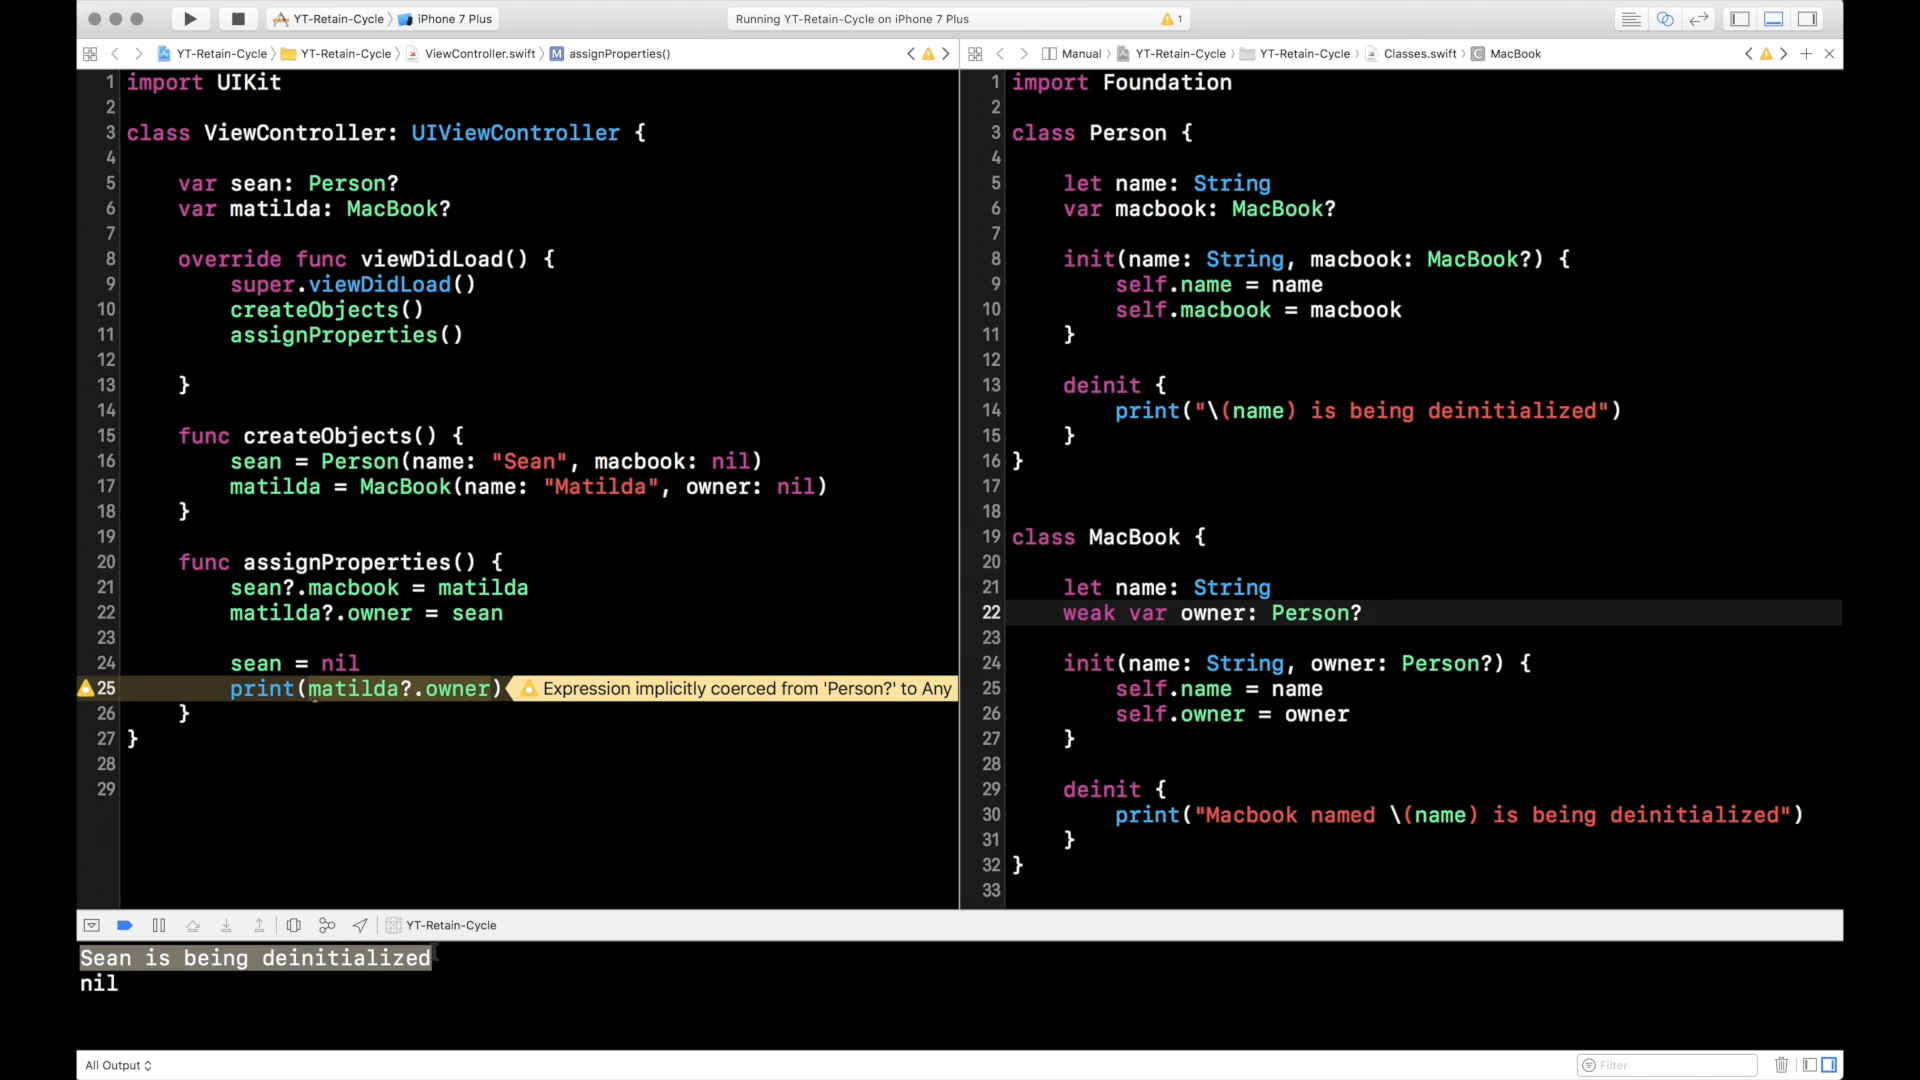 YT-Retain-Cycle iPhone 7 Plus
Running YT-Retain-Cycle on iPhone 7 Plus
1
YT-Retain-Cycle YT-Retain-Cycle ViewController.swift M assignProperties()
Manual YT-Retain-Cycle YT-Retain-Cycle Classes.swift C MacBook
1 import UIKit
2
3 class ViewController: UIViewController {
4
5 var sean: Person?
6 var matilda: MacBook?
7
8 override func viewDidLoad() {
9 super.viewDidLoad()
10 createObjects()
11 assignProperties()
12
13 }
14
15 func createObjects() {
16 sean = Person(name: "Sean", macbook: nil)
17 matilda = MacBook(name: "Matilda", owner: nil)
18 }
19
20 func assignProperties() {
21 sean?.macbook = matilda
22 matilda?.owner = sean
23
24 sean = nil
25 print(matilda?.owner) Expression implicitly coerced from 'Person?' to Any
26 }
27 }
28
29
1 import Foundation
2
3 class Person {
4
5 let name: String
6 var macbook: MacBook?
7
8 init(name: String, macbook: MacBook?) {
9 self.name = name
10 self.macbook = macbook
11 }
12
13 deinit {
14 print("\(name) is being deinitialized")
15 }
16 }
17
18
19 class MacBook {
20
21 let name: String
22 weak var owner: Person?
23
24 init(name: String, owner: Person?) {
25 self.name = name
26 self.owner = owner
27 }
28
29 deinit {
30 print("Macbook named \(name) is being deinitialized")
31 }
32 }
33
YT-Retain-Cycle
Sean is being deinitialized
nil
All Output
Filter